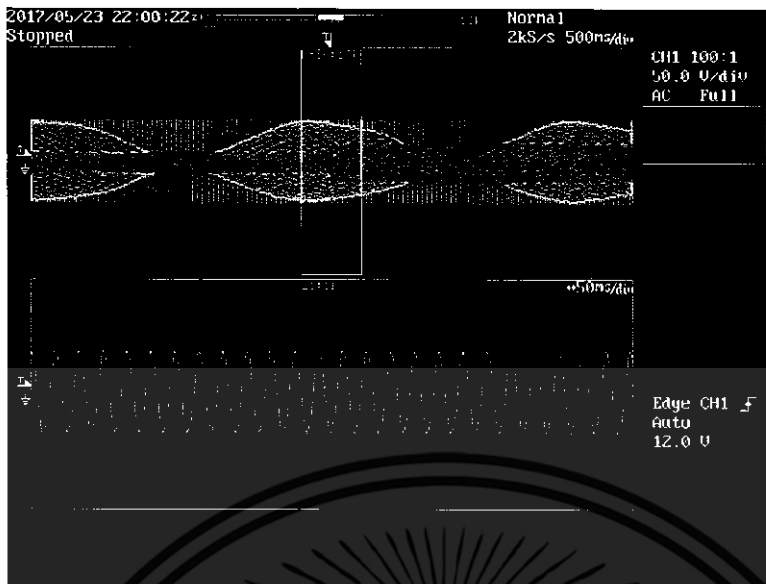 2017/05/23 22:00:22
Normal
Stopped
2kS/s 500ms/div
CH1 100:1
50.0 V/div
AC Full
50ms/div
Edge CH1
Auto
12.0 V